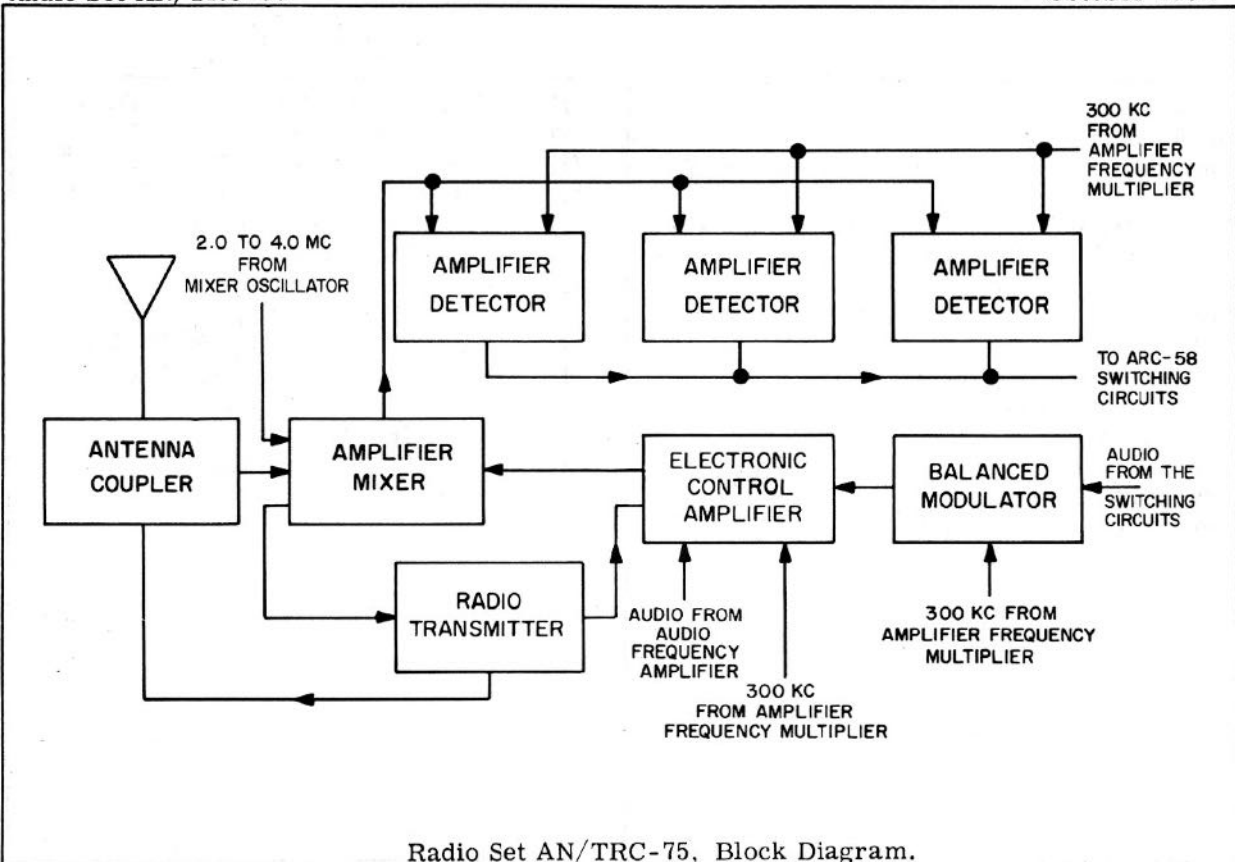 300 KC
FROM
AMPLIFIER
FREQUENCY
MULTIPLIER
2.0 TO 4.0 MC
FROM
MIXER OSCILLATOR
AMPLIFIER
DETECTOR
AMPLIFIER
DETECTOR
AMPLIFIER
DETECTOR
TO ARC-58
SWITCHING
CIRCUITS
ANTENNA
COUPLER
AMPLIFIER
MIXER
ELECTRONIC
CONTROL
AMPLIFIER
BALANCED
MODULATOR
AUDIO
FROM THE
SWITCHING
CIRCUITS
RADIO
TRANSMITTER
AUDIO FROM
AUDIO
FREQUENCY
AMPLIFIER
300 KC
FROM AMPLIFIER
FREQUENCY MULTIPLIER
300 KC FROM
AMPLIFIER FREQUENCY
MULTIPLIER
Radio Set AN/TRC-75, Block Diagram.